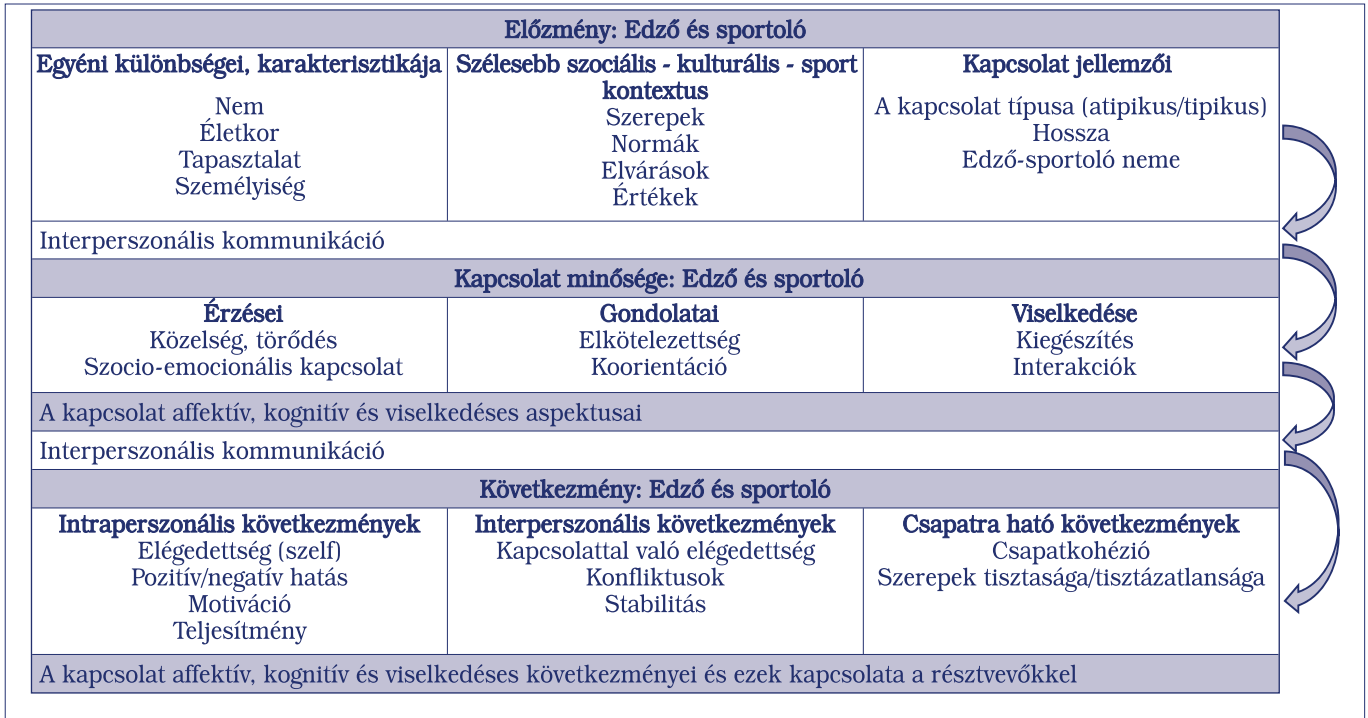 Előzmény: Edző és sportoló
Egyéni különbségei, karakterisztikája
Nem
Életkor
Tapasztalat
Személyiség
Szélesebb szociális - kulturális - sport
kontextus
Szerepek
Normák
Elvárások
Értékek
Kapcsolat jellemzői
A kapcsolat típusa (atipikus/tipikus)
Hossza
Edző-sportoló neme
Interperszonális kommunikáció
Kapcsolat minősége: Edző és sportoló
Érzései
Közelség, törődés
Szocio-emocionális kapcsolat
Gondolatai
Elkötelezettség
Koorientáció
Viselkedése
Kiegészítés
Interakciók
A kapcsolat affektív, kognitív és viselkedéses aspektusai
Interperszonális kommunikáció
Következmény: Edző és sportoló
Intraperszonális következmények
Elégedettség (szelf)
Pozitív/negatív hatás
Motiváció
Teljesítmény
Interperszonális következmények
Kapcsolattal való elégedettség
Konfliktusok
Stabilitás
Csapatra ható következmények
Csapatkohézió
Szerepek tisztasága/tisztázatlansága
A kapcsolat affektív, kognitív és viselkedéses következményei és ezek kapcsolata a résztvevőkkel